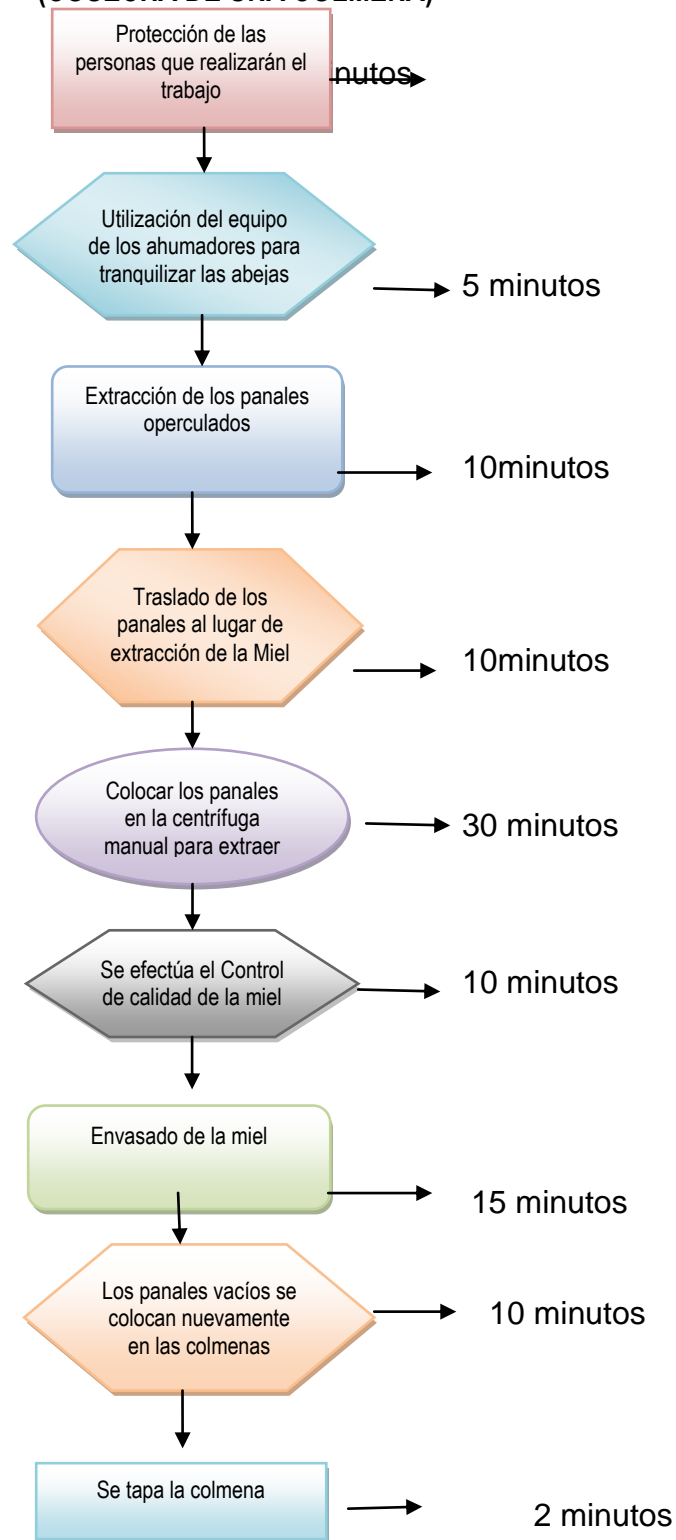 Protección de las
personas que realizarán el
trabajo
nutos
Utilización del equipo
de los ahumadores para
tranquilizar las abejas
5 minutos
Extracción de los panales
operculados
10minutos
Traslado de los
panales al lugar de
extracción de la Miel
10minutos
Colocar los panales
en la centrífuga
manual para extraer
30 minutos
Se efectúa el Control
de calidad de la miel
10 minutos
Envasado de la miel
15 minutos
Los panales vacíos se
colocan nuevamente
en las colmenas
10 minutos
Se tapa la colmena
2 minutos